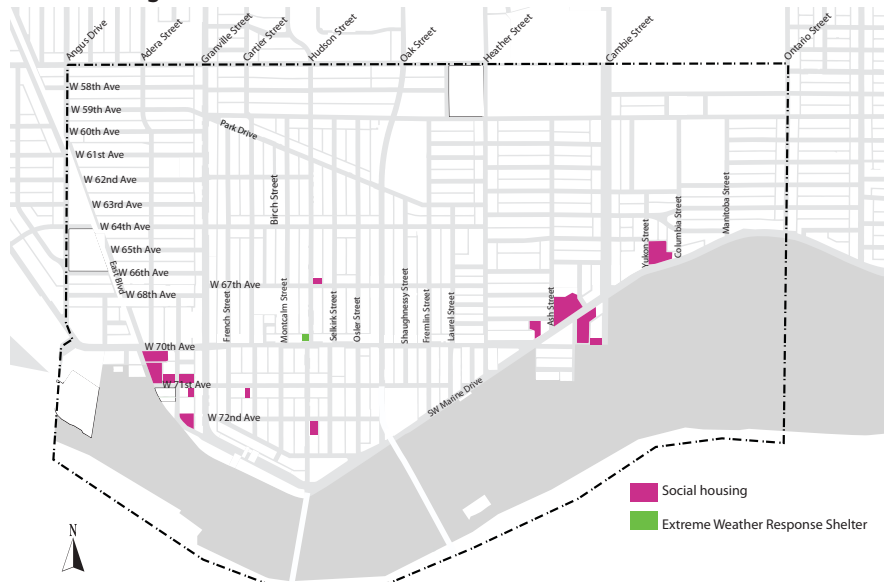 Angus Drive
Adera Street
Granville Street
Cartier Street
Hudson Street
Oak Street
Heather Street
Cambie Street
Ontario Street
W 58th Ave
W 59th Ave
W 60th Ave
Park Drive
W 61st Ave
W 62nd Ave
W 63rd Ave
Birch Street
W 64th Ave
Manitoba Street
Columbia Street
Yukon Street
W 65th Ave
East Blvd
W 66th Ave
W 67th Ave
W 68th Ave
French Street
Montcalm Street
Selkirk Street
Osler Street
Shaughnessy Street
Fremlin Street
Laurel Street
Ash Street
W 70th Ave
W 71st Ave
SW Marine Drive
W 72nd Ave
Social housing
Extreme Weather Response Shelter
N